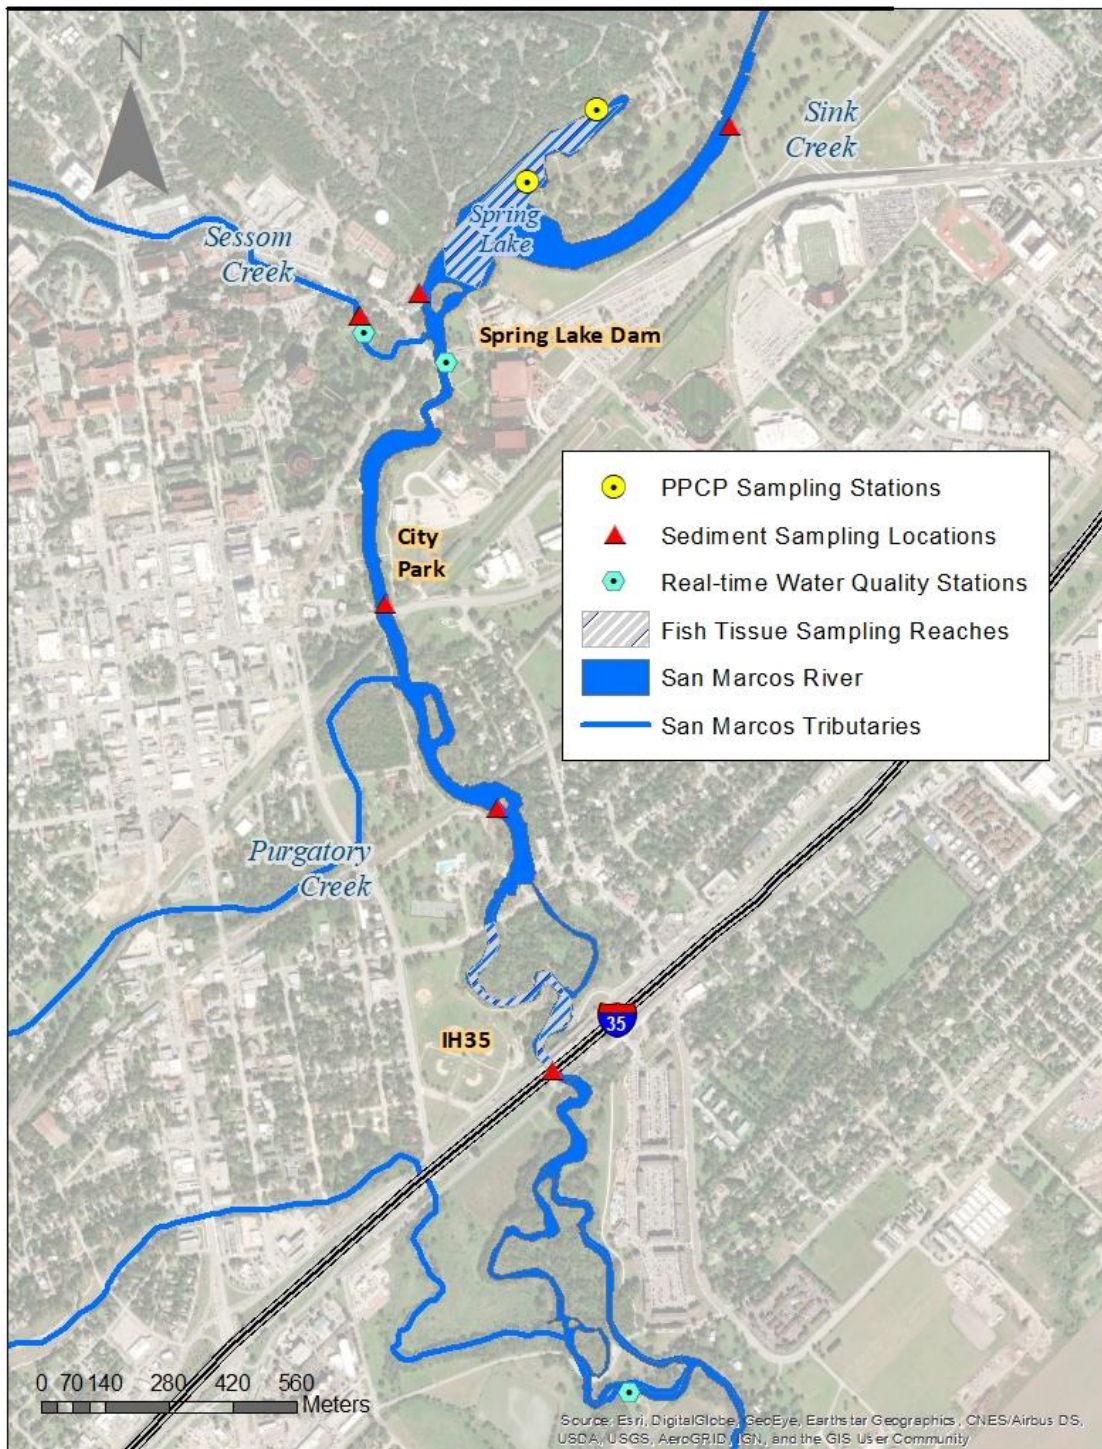 N
Sink
Creek
Spring
Lake
Sessom
Creek
Spring Lake Dam
PPCP Sampling Stations
Sediment Sampling Locations
Real-time Water Quality Stations
Fish Tissue Sampling Reaches
San Marcos River
San Marcos Tributaries
City
Park
Purgatory
Creek
35
IH35
0 70 140 280 420 560
Meters
Source: Esri, DigitalGlobe, GeoEye, Earthstar Geographics, CNES/Airbus DS,
USDA, USGS, AeroGRID, IGN, and the GIS User Community